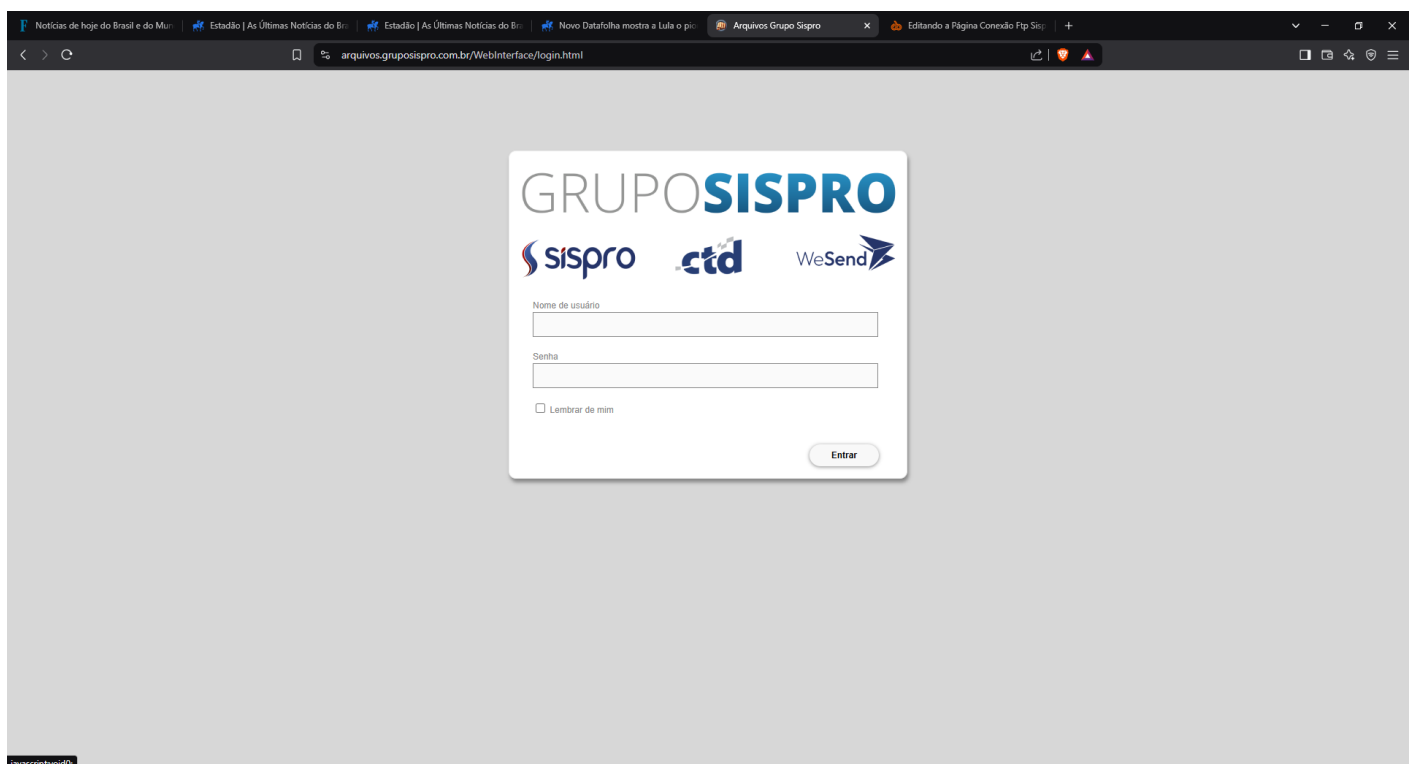 Notícias de hoje do Brasil e do Mun
Estadão | As Últimas Notícias do Bra
Estadão | As Últimas Notícias do Bra
Novo Datafolha mostra a Lula o pio
Arquivos Grupo Sispro
Editando a Página Conexão Ftp Sisp
arquivos.gruposispro.com.br/WebInterface/login.html
GRUPOSISPRO
sispro
.ctd
WeSend
Nome de usuário
Senha
Lembrar de mim
Entrar